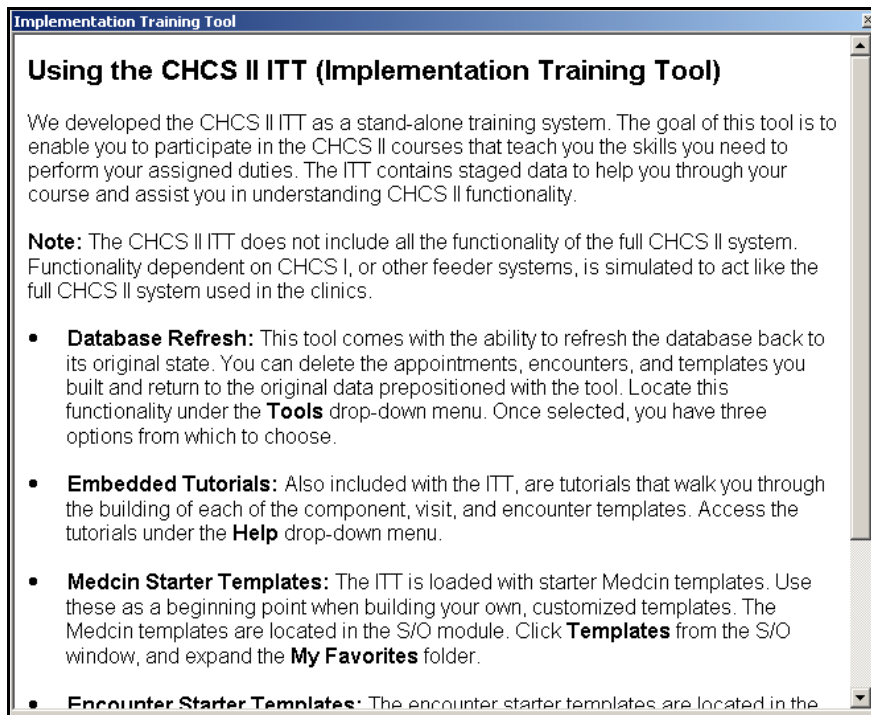 Implementation Training Tool
Using the CHCS II ITT (Implementation Training Tool)
We developed the CHCS II ITT as a stand-alone training system. The goal of this tool is to
enable you to participate in the CHCS II courses that teach you the skills you need to
perform your assigned duties. The ITT contains staged data to help you through your
course and assist you in understanding CHCS II functionality.
Note: The CHCS II ITT does not include all the functionality of the full CHCS II system.
Functionality dependent on CHCS I, or other feeder systems, is simulated to act like the
full CHCS II system used in the clinics.
• Database Refresh: This tool comes with the ability to refresh the database back to
its original state. You can delete the appointments, encounters, and templates you
built and return to the original data prepositioned with the tool. Locate this
functionality under the Tools drop-down menu. Once selected, you have three
options from which to choose.
• Embedded Tutorials: Also included with the ITT, are tutorials that walk you through
the building of each of the component, visit, and encounter templates. Access the
tutorials under the Help drop-down menu.
• Medcin Starter Templates: The ITT is loaded with starter Medcin templates. Use
these as a beginning point when building your own, customized templates. The
Medcin templates are located in the S/O module. Click Templates from the S/O
window, and expand the My Favorites folder.
• Encounter Starter Templates: The encounter starter templates are located in the